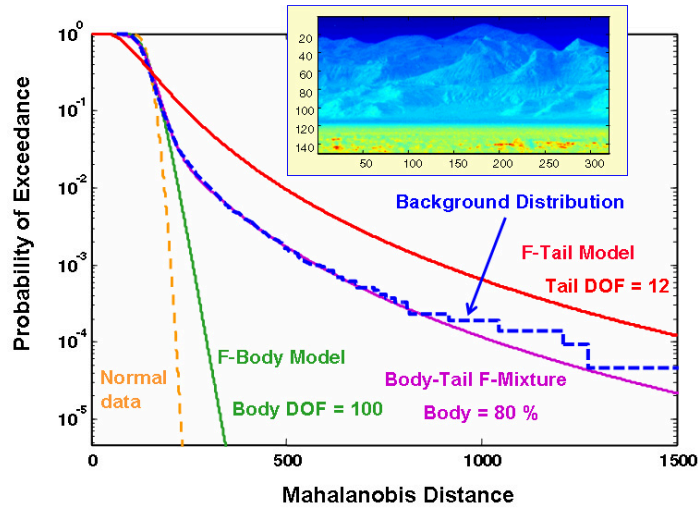 Probability of Exceedance
10^0
10^-1
10^-2
10^-3
10^-4
10^-5
20
40
60
80
100
120
140
50 100 150 200 250 300
Background Distribution
F-Tail Model
Tail DOF = 12
F-Body Model
Body DOF = 100
Normal
data
Body-Tail F-Mixture
Body = 80 %
0 500 1000 1500
Mahalanobis Distance